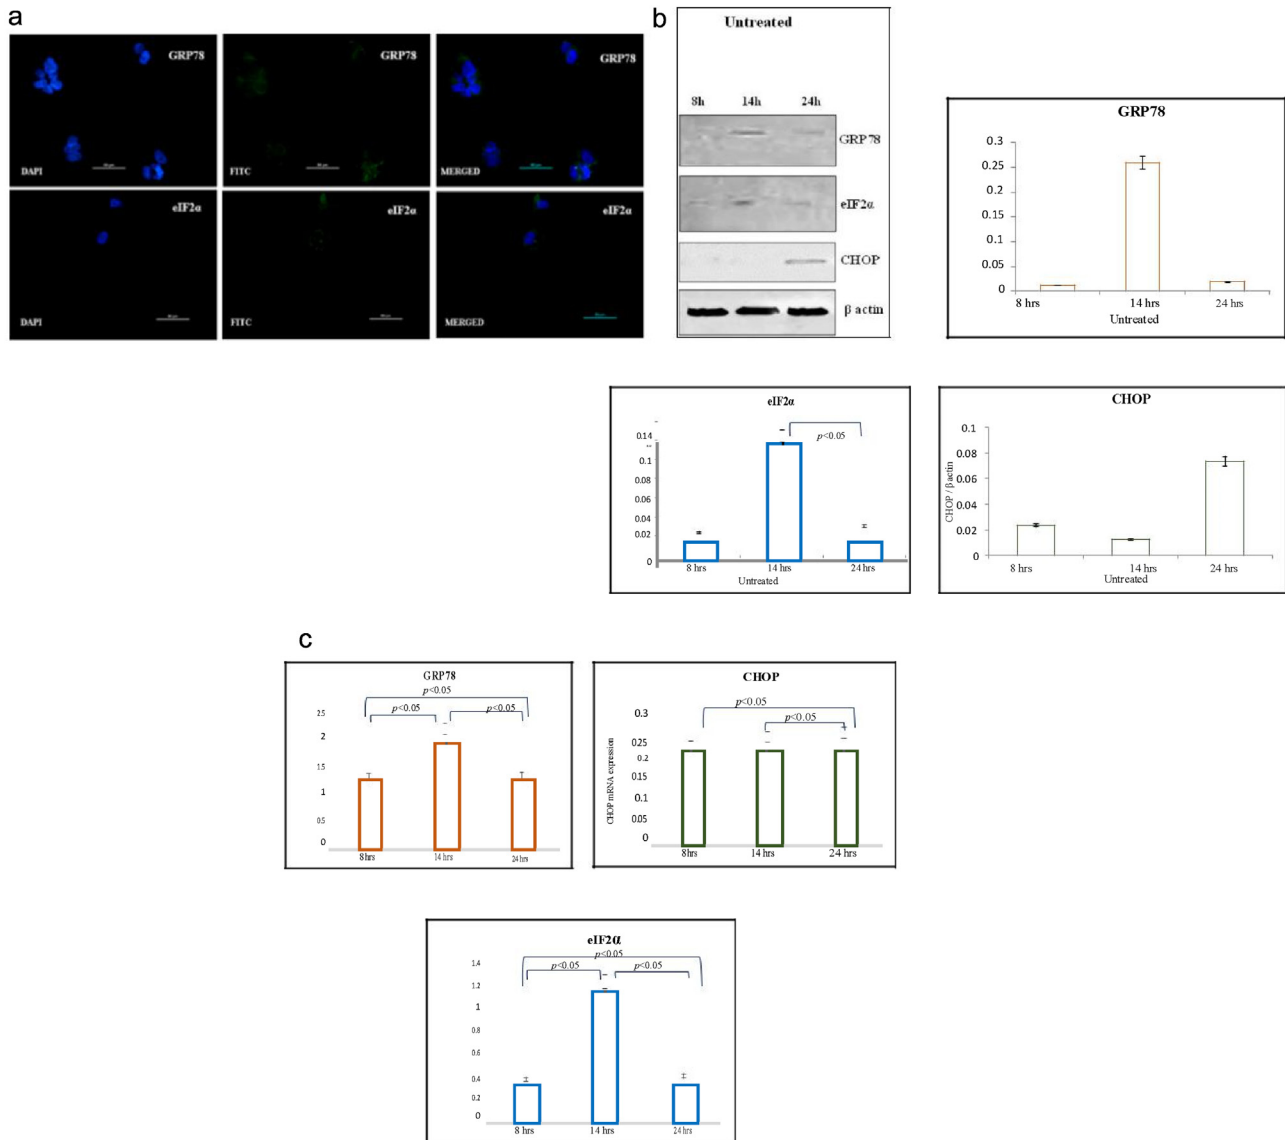 a
GRP78
GRP78
GRP78
DAPI
FITC
MERGED
eIF2α
eIF2α
eIF2α
DAPI
FITC
MERGED
b
Untreated
8h 14h 24h
GRP78
eIF2α
CHOP
β actin
GRP78
0.3
0.25
0.2
0.15
0.1
0.05
0
8 hrs 14 hrs 24 hrs
Untreated
eIF2α
p<0.05
0.14
0.1
0.08
0.06
0.04
0.02
0
8 hrs 14 hrs 24 hrs
Untreated
CHOP
CHOP / β actin
0.1
0.08
0.06
0.04
0.02
0
8 hrs 14 hrs 24 hrs
Untreated
c
GRP78
p<0.05
p<0.05 p<0.05
2.5
2
1.5
1
0.5
0
8hrs 14 hrs 24 hrs
CHOP
p<0.05
p<0.05
CHOP mRNA expression
0.3
0.25
0.2
0.15
0.1
0.05
0
8hrs 14 hrs 24 hrs
eIF2α
p<0.05
p<0.05 p<0.05
1.4
1.2
1
0.8
0.6
0.4
0.2
0
8 hrs 14 hrs 24 hrs